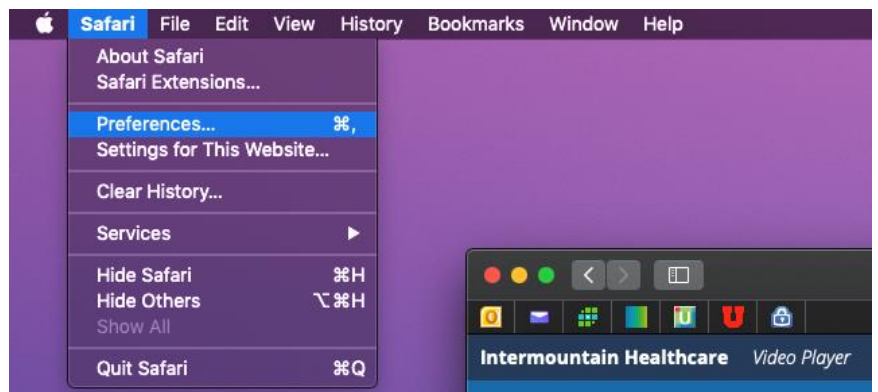 Safari File Edit View History Bookmarks Window Help
About Safari
Safari Extensions...
Preferences... ⌘,
Settings for This Website...
Clear History...
Services ▶
Hide Safari ⌘H
Hide Others ⌥⌘H
Show All
Quit Safari ⌘Q
Intermountain Healthcare Video Player